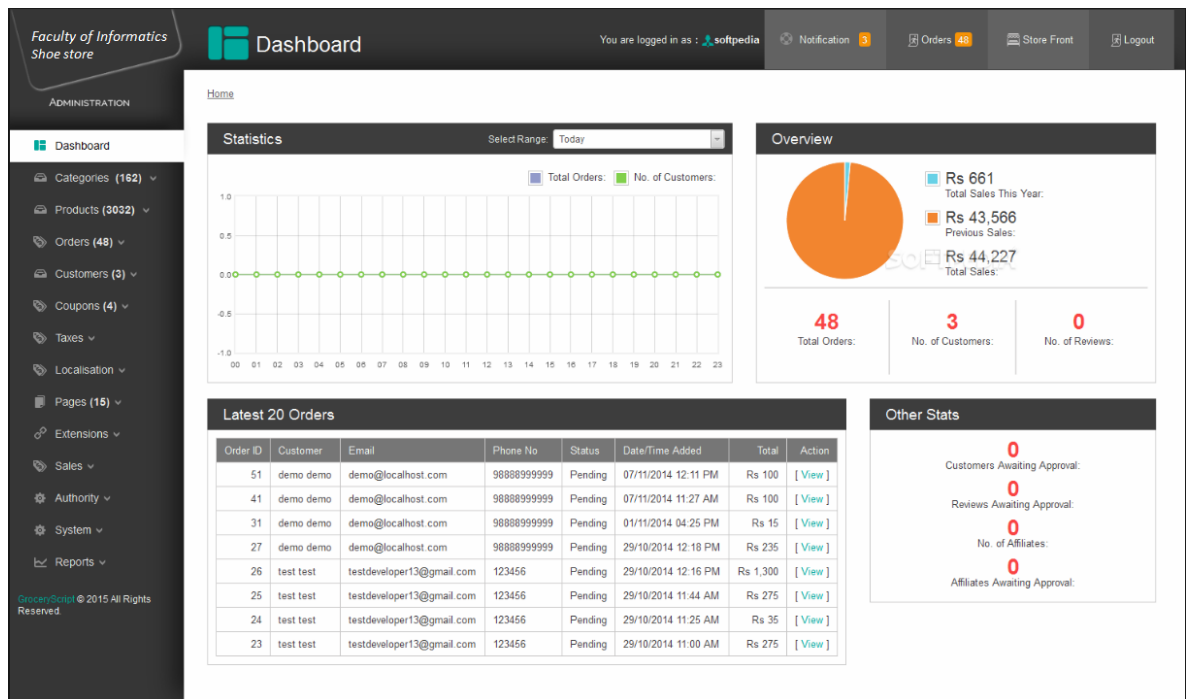 Faculty of Informatics
Shoe store
ADMINISTRATION
Dashboard
You are logged in as : softpedia
Notification 3
Orders 48
Store Front
Logout
Home
Dashboard
Categories (162)
Products (3032)
Orders (48)
Customers (3)
Coupons (4)
Taxes
Localisation
Pages (15)
Extensions
Sales
Authority
System
Reports
GroceryScript © 2015 All Rights
Reserved.
Statistics
Select Range: Today
Total Orders: No. of Customers:
1.0
0.5
0.0
-0.5
-1.0
00 01 02 03 04 05 06 07 08 09 10 11 12 13 14 15 16 17 18 19 20 21 22 23
Overview
Rs 661
Total Sales This Year:
Rs 43,566
Previous Sales:
Rs 44,227
Total Sales:
48
Total Orders:
3
No. of Customers:
0
No. of Reviews:
Latest 20 Orders
Order ID Customer Email Phone No Status Date/Time Added Total Action
51 demo demo demo@localhost.com 98888999999 Pending 07/11/2014 12:11 PM Rs 100 [ View ]
41 demo demo demo@localhost.com 98888999999 Pending 07/11/2014 11:27 AM Rs 100 [ View ]
31 demo demo demo@localhost.com 98888999999 Pending 01/11/2014 04:25 PM Rs 15 [ View ]
27 demo demo demo@localhost.com 98888999999 Pending 29/10/2014 12:18 PM Rs 235 [ View ]
26 test test testdeveloper13@gmail.com 123456 Pending 29/10/2014 12:16 PM Rs 1,300 [ View ]
25 test test testdeveloper13@gmail.com 123456 Pending 29/10/2014 11:44 AM Rs 275 [ View ]
24 test test testdeveloper13@gmail.com 123456 Pending 29/10/2014 11:25 AM Rs 35 [ View ]
23 test test testdeveloper13@gmail.com 123456 Pending 29/10/2014 11:00 AM Rs 275 [ View ]
Other Stats
0
Customers Awaiting Approval:
0
Reviews Awaiting Approval:
0
No. of Affiliates:
0
Affiliates Awaiting Approval: